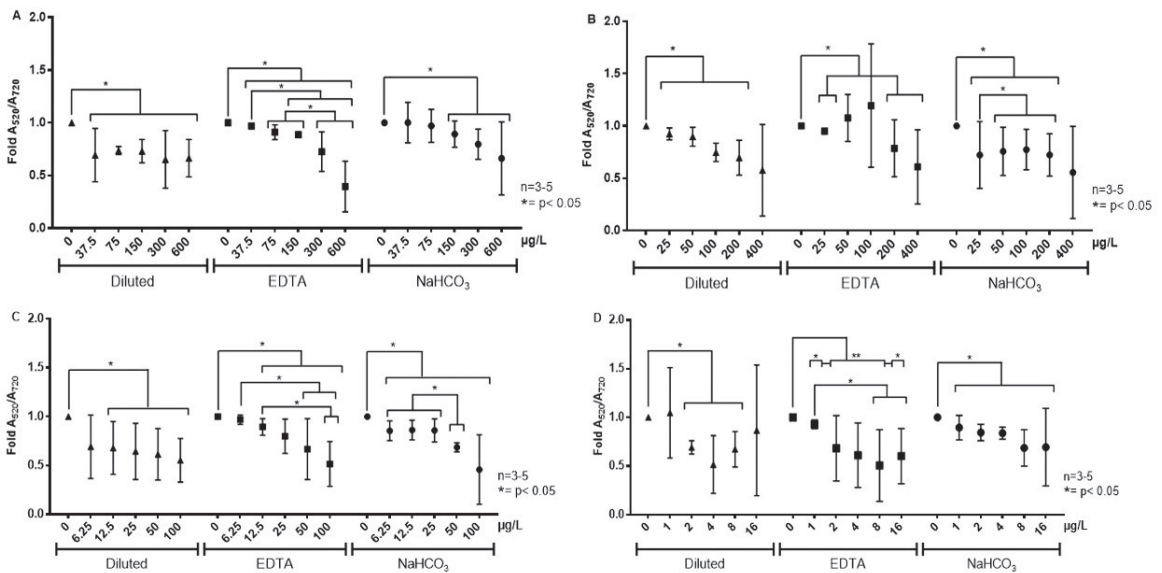 A
2.0
1.5
1.0
0.5
0.0
Fold A520/A720
* * * * * *
0 37.5 75 150 300 600 0 37.5 75 150 300 600 0 37.5 75 150 300 600 µg/L
Diluted EDTA NaHCO3
n=3-5
*= p< 0.05
B
2.0
1.5
1.0
0.5
0.0
Fold A520/A720
* * * * *
0 25 50 100 200 400 0 25 50 100 200 400 0 25 50 100 200 400 µg/L
Diluted EDTA NaHCO3
n=3-5
*= p< 0.05
C
2.0
1.5
1.0
0.5
0.0
Fold A520/A720
* * * * * *
0 6.25 12.5 25 50 100 0 6.25 12.5 25 50 100 0 6.25 12.5 25 50 100 µg/L
Diluted EDTA NaHCO3
n=3-5
*= p< 0.05
D
2.0
1.5
1.0
0.5
0.0
Fold A520/A720
* * ** * * *
0 1 2 4 8 16 0 1 2 4 8 16 0 1 2 4 8 16 µg/L
Diluted EDTA NaHCO3
n=3-5
*= p< 0.05